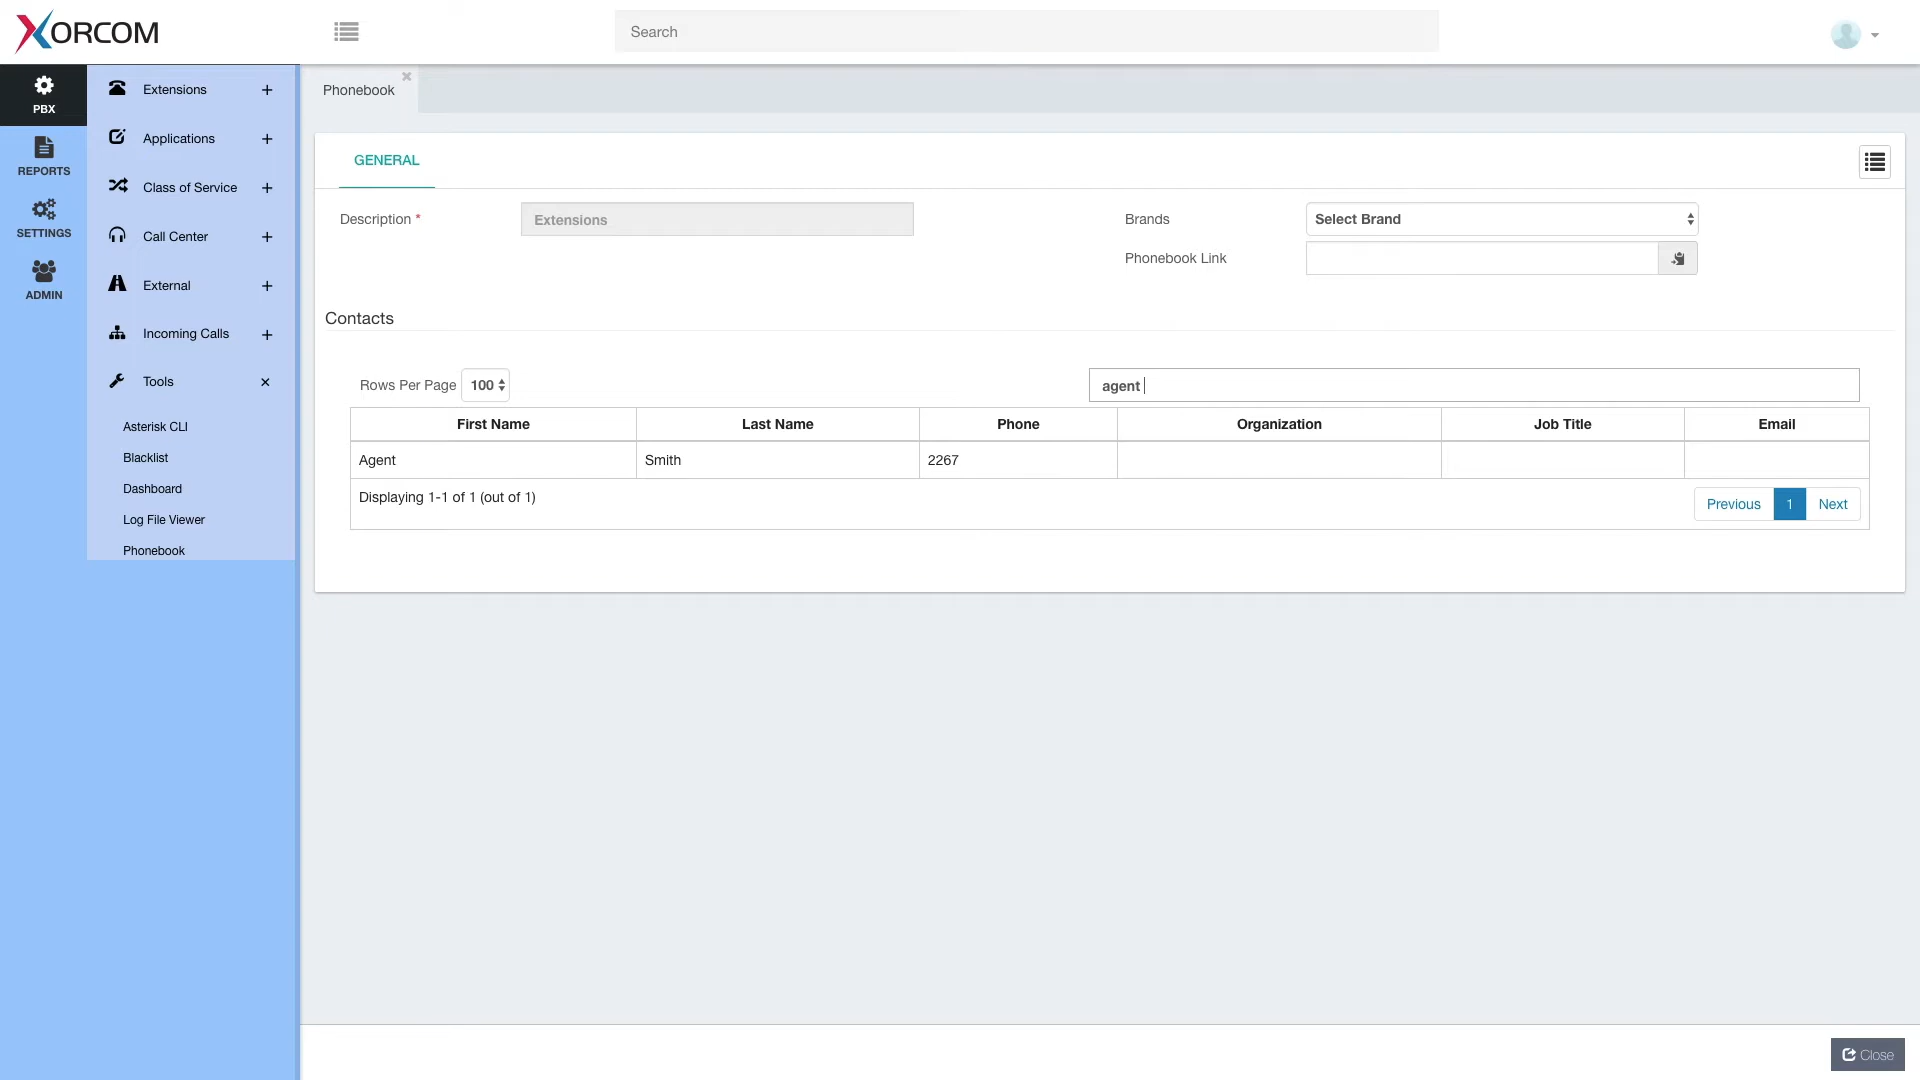 XORCOM
Search
PBX
REPORTS
SETTINGS
ADMIN
Extensions
Applications
Class of Service
Call Center
External
Incoming Calls
Tools
Asterisk CLI
Blacklist
Dashboard
Log File Viewer
Phonebook
Phonebook
GENERAL
Description * Extensions
Brands Select Brand
Phonebook Link
Contacts
Rows Per Page 100
agent
First Name Last Name Phone Organization Job Title Email
Agent Smith 2267
Displaying 1-1 of 1 (out of 1)
Previous 1 Next
Close